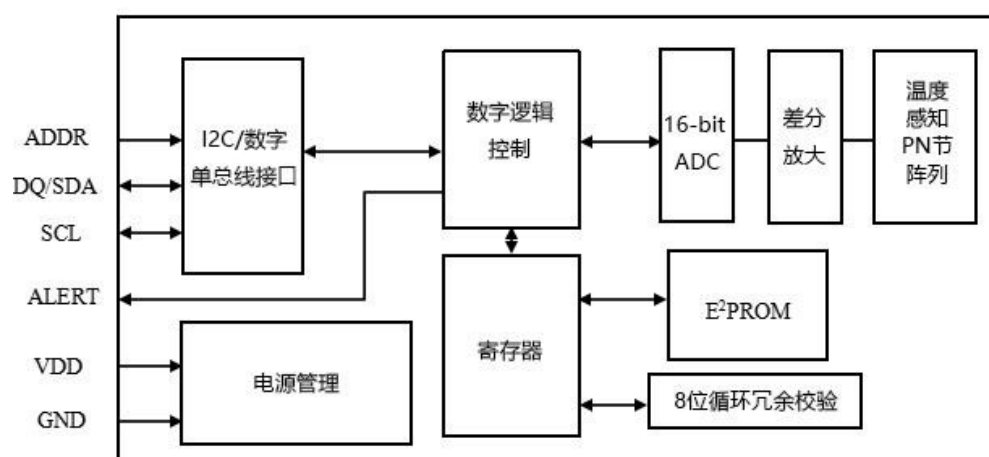 ADDR
DQ/SDA
SCL
ALERT
VDD
GND
I2C/数字
单总线接口
电源管理
数字逻辑
控制
寄存器
16-bit
ADC
差分
放大
温度
感知
PN节
阵列
E²PROM
8位循环冗余校验